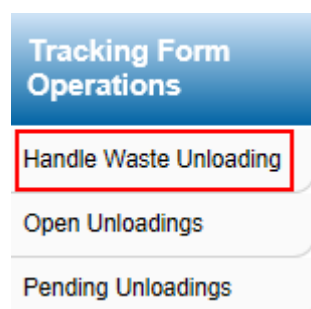 Tracking Form
Operations
Handle Waste Unloading
Open Unloadings
Pending Unloadings